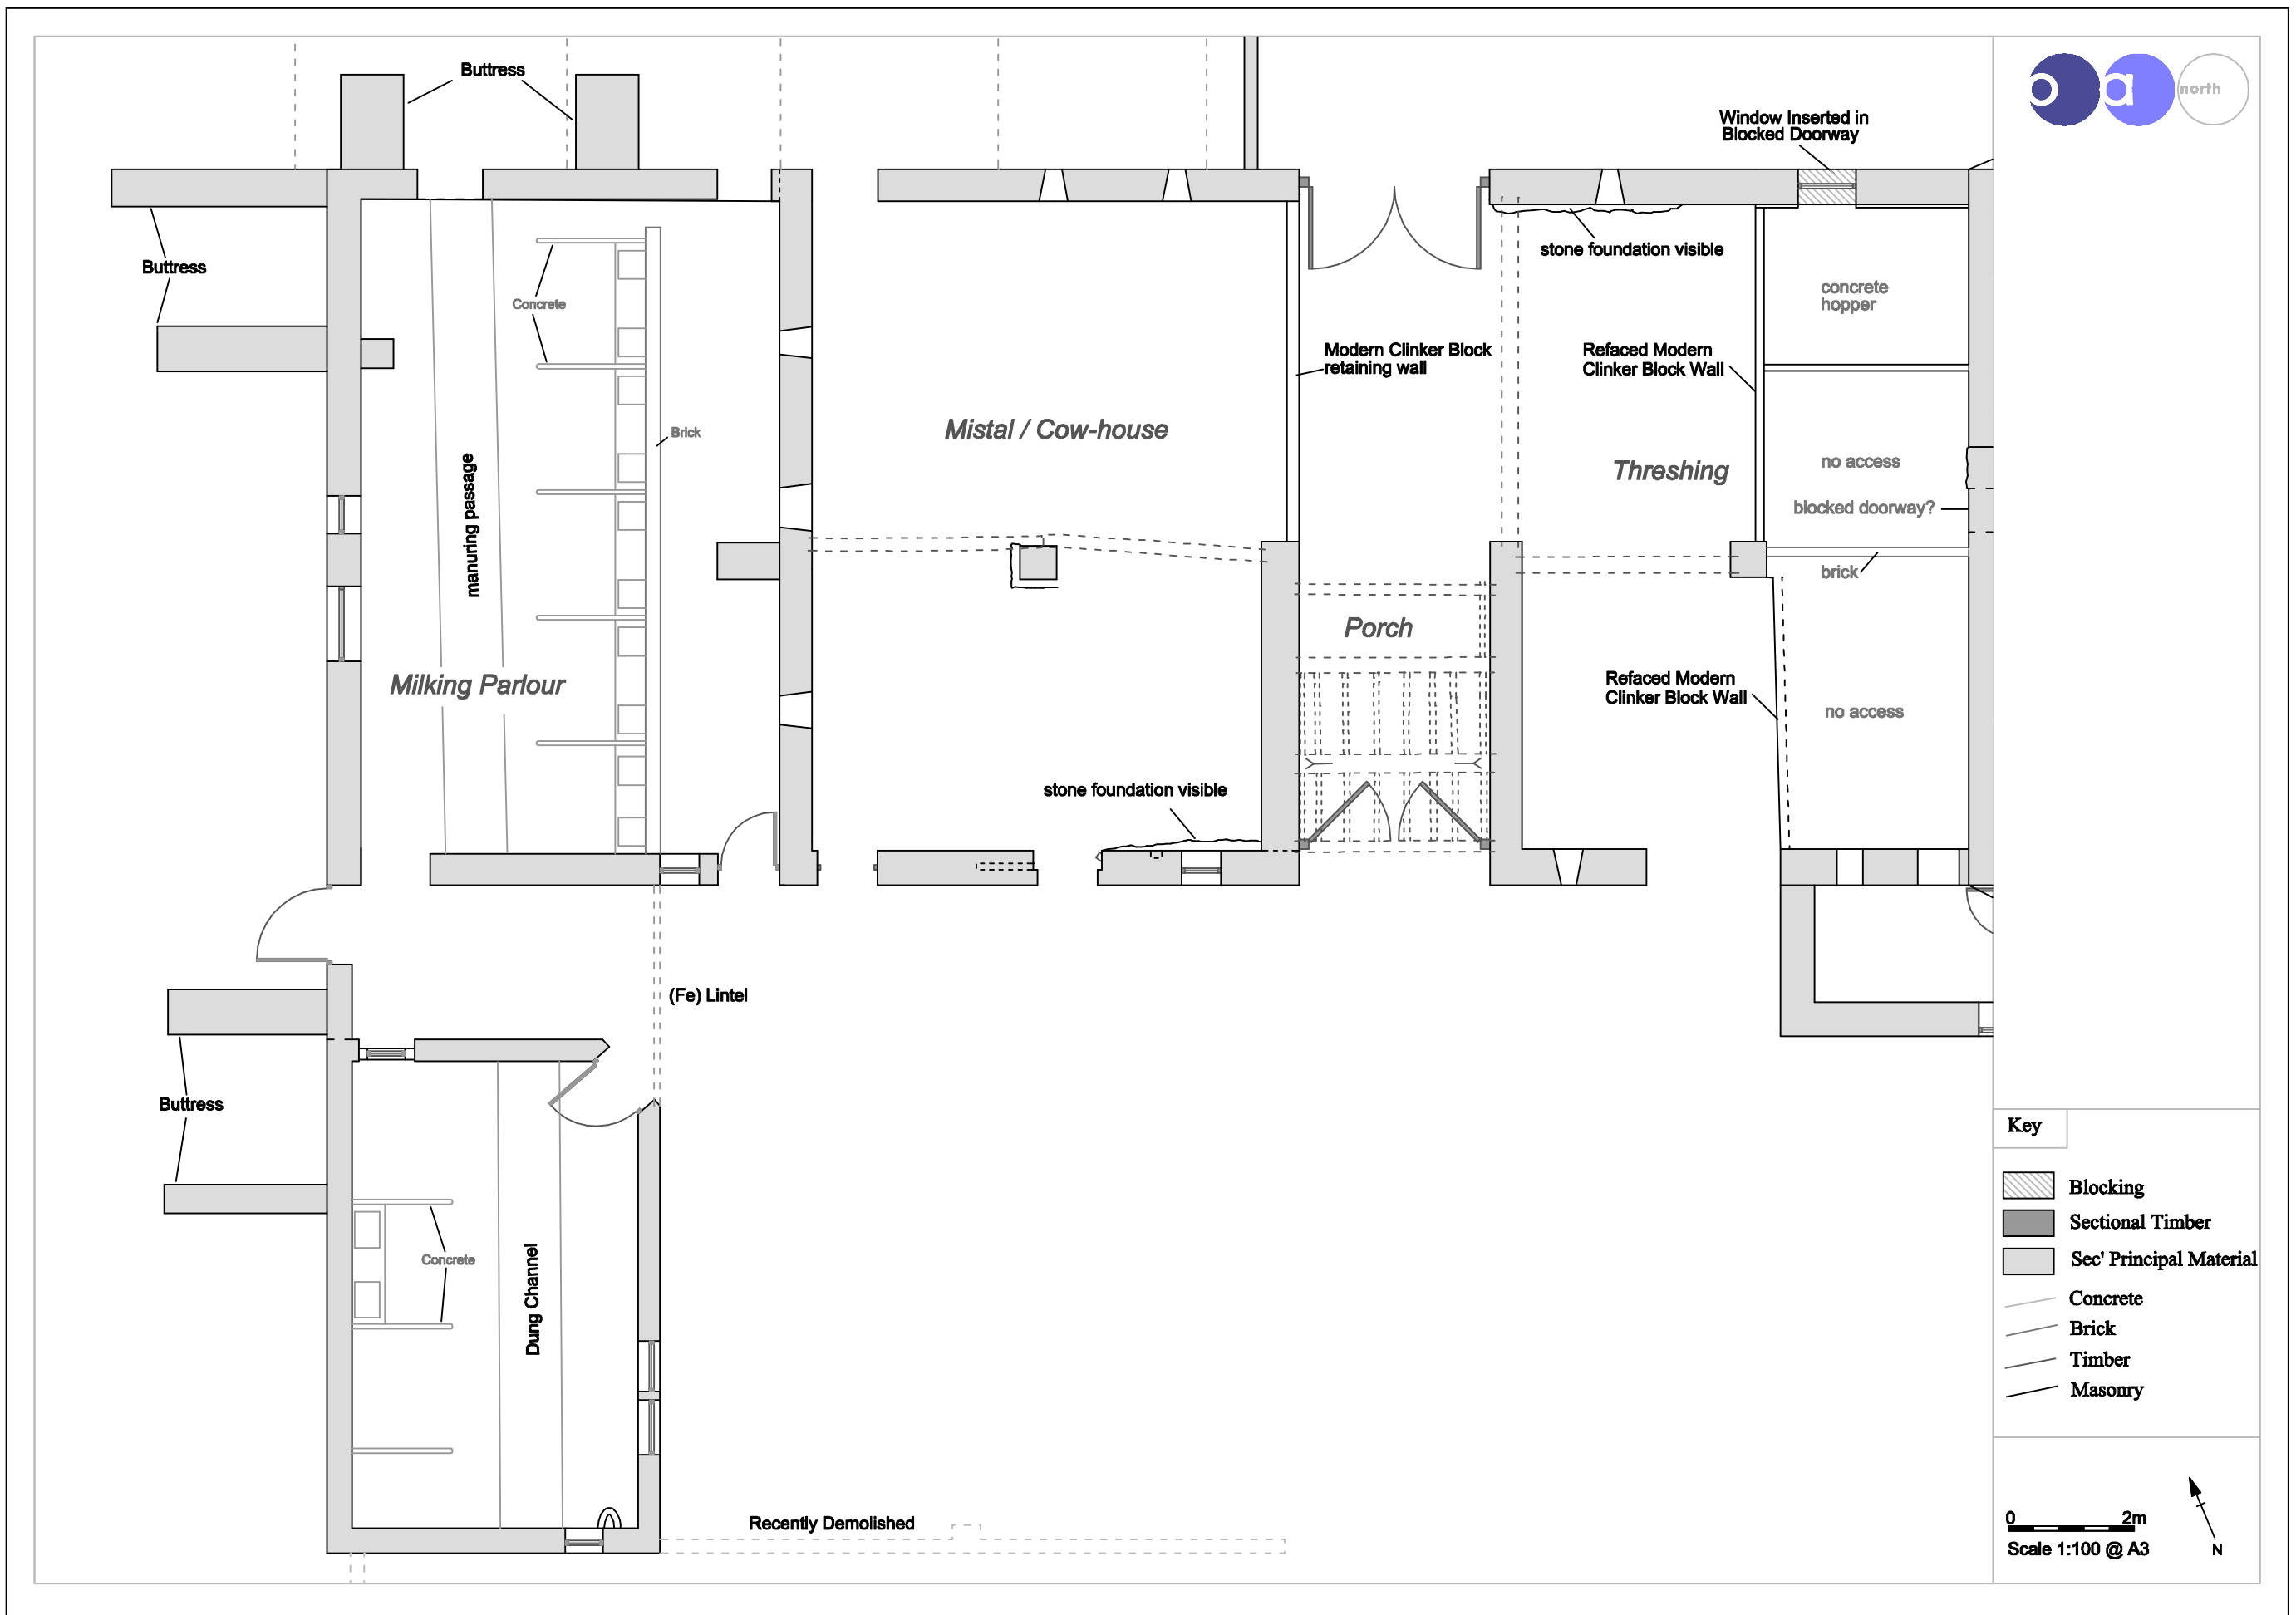 Buttress
oa north
Window Inserted in
Blocked Doorway
Buttress
stone foundation visible
Concrete
concrete
hopper
Modern Clinker Block
retaining wall
Refaced Modern
Clinker Block Wall
Mistal / Cow-house
Brick
Threshing
no access
manuring passage
blocked doorway?
brick
Porch
Milking Parlour
Refaced Modern
Clinker Block Wall
no access
stone foundation visible
(Fe) Lintel
Buttress
Concrete
Dung Channel
Recently Demolished
Key
Blocking
Sectional Timber
Sec' Principal Material
Concrete
Brick
Timber
Masonry
0 2m
Scale 1:100 @ A3
N